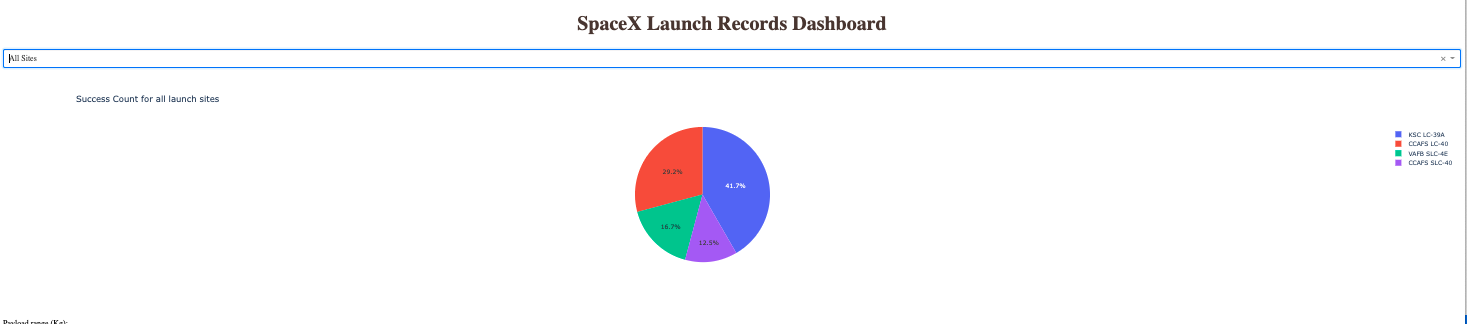 SpaceX Launch Records Dashboard
All Sites
Success Count for all launch sites
KSC LC-39A
CCAFS LC-40
VAFB SLC-4E
CCAFS SLC-40
29.2%
41.7%
16.7%
12.5%
Payload range (Kg):